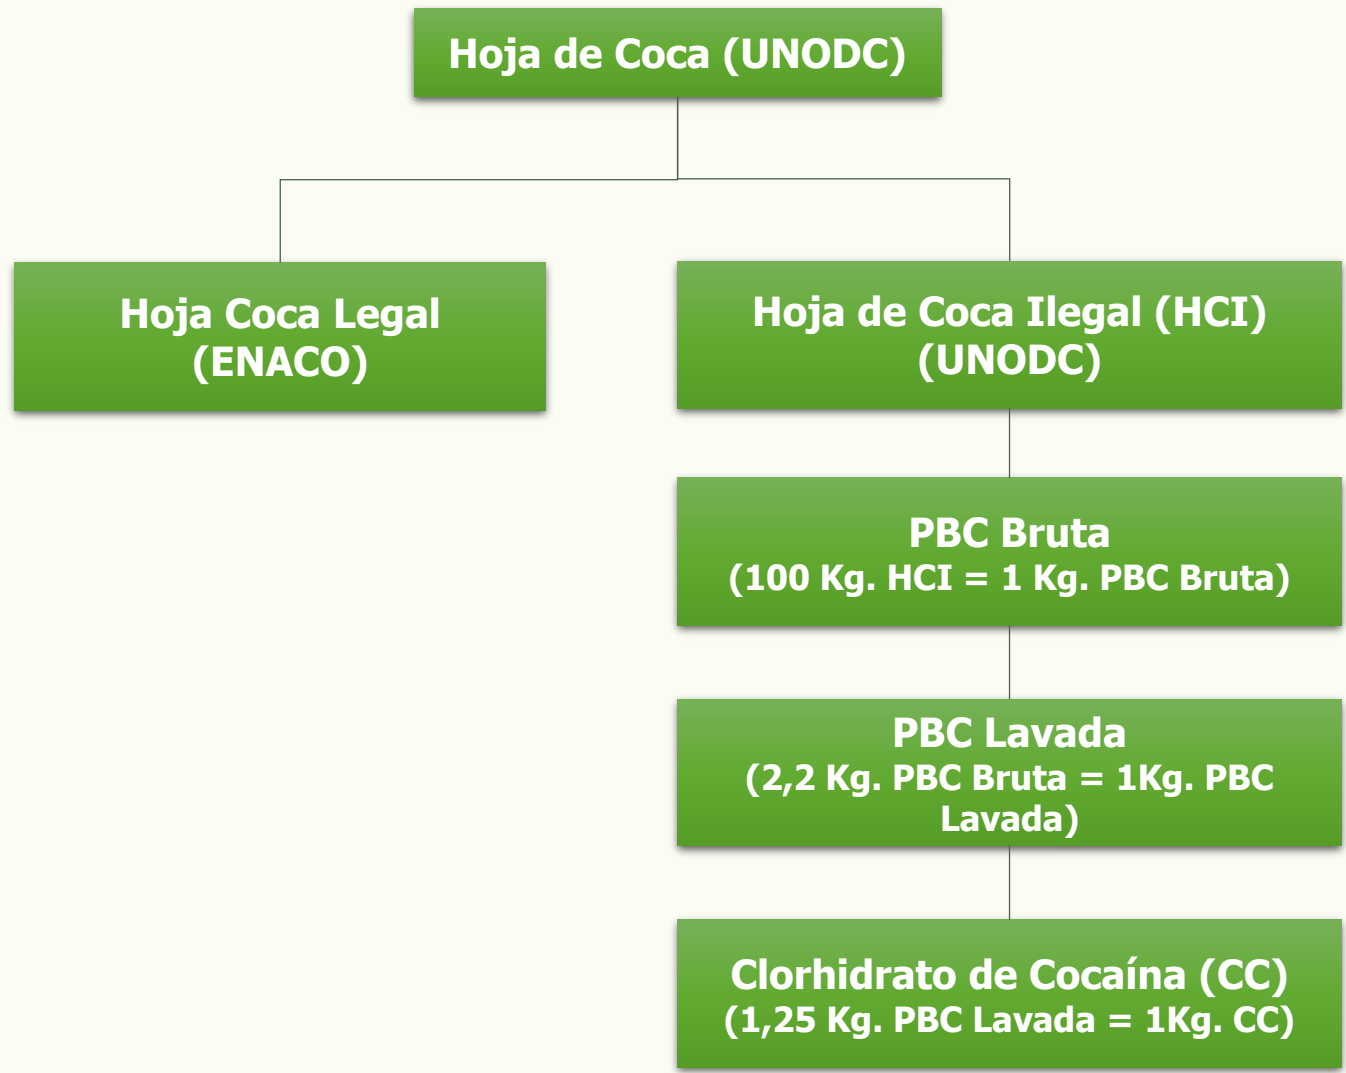 Hoja de Coca (UNODC)
Hoja Coca Legal
(ENACO)
Hoja de Coca Ilegal (HCI)
(UNODC)
PBC Bruta
(100 Kg. HCI = 1 Kg. PBC Bruta)
PBC Lavada
(2,2 Kg. PBC Bruta = 1Kg. PBC
Lavada)
Clorhidrato de Cocaína (CC)
(1,25 Kg. PBC Lavada = 1Kg. CC)